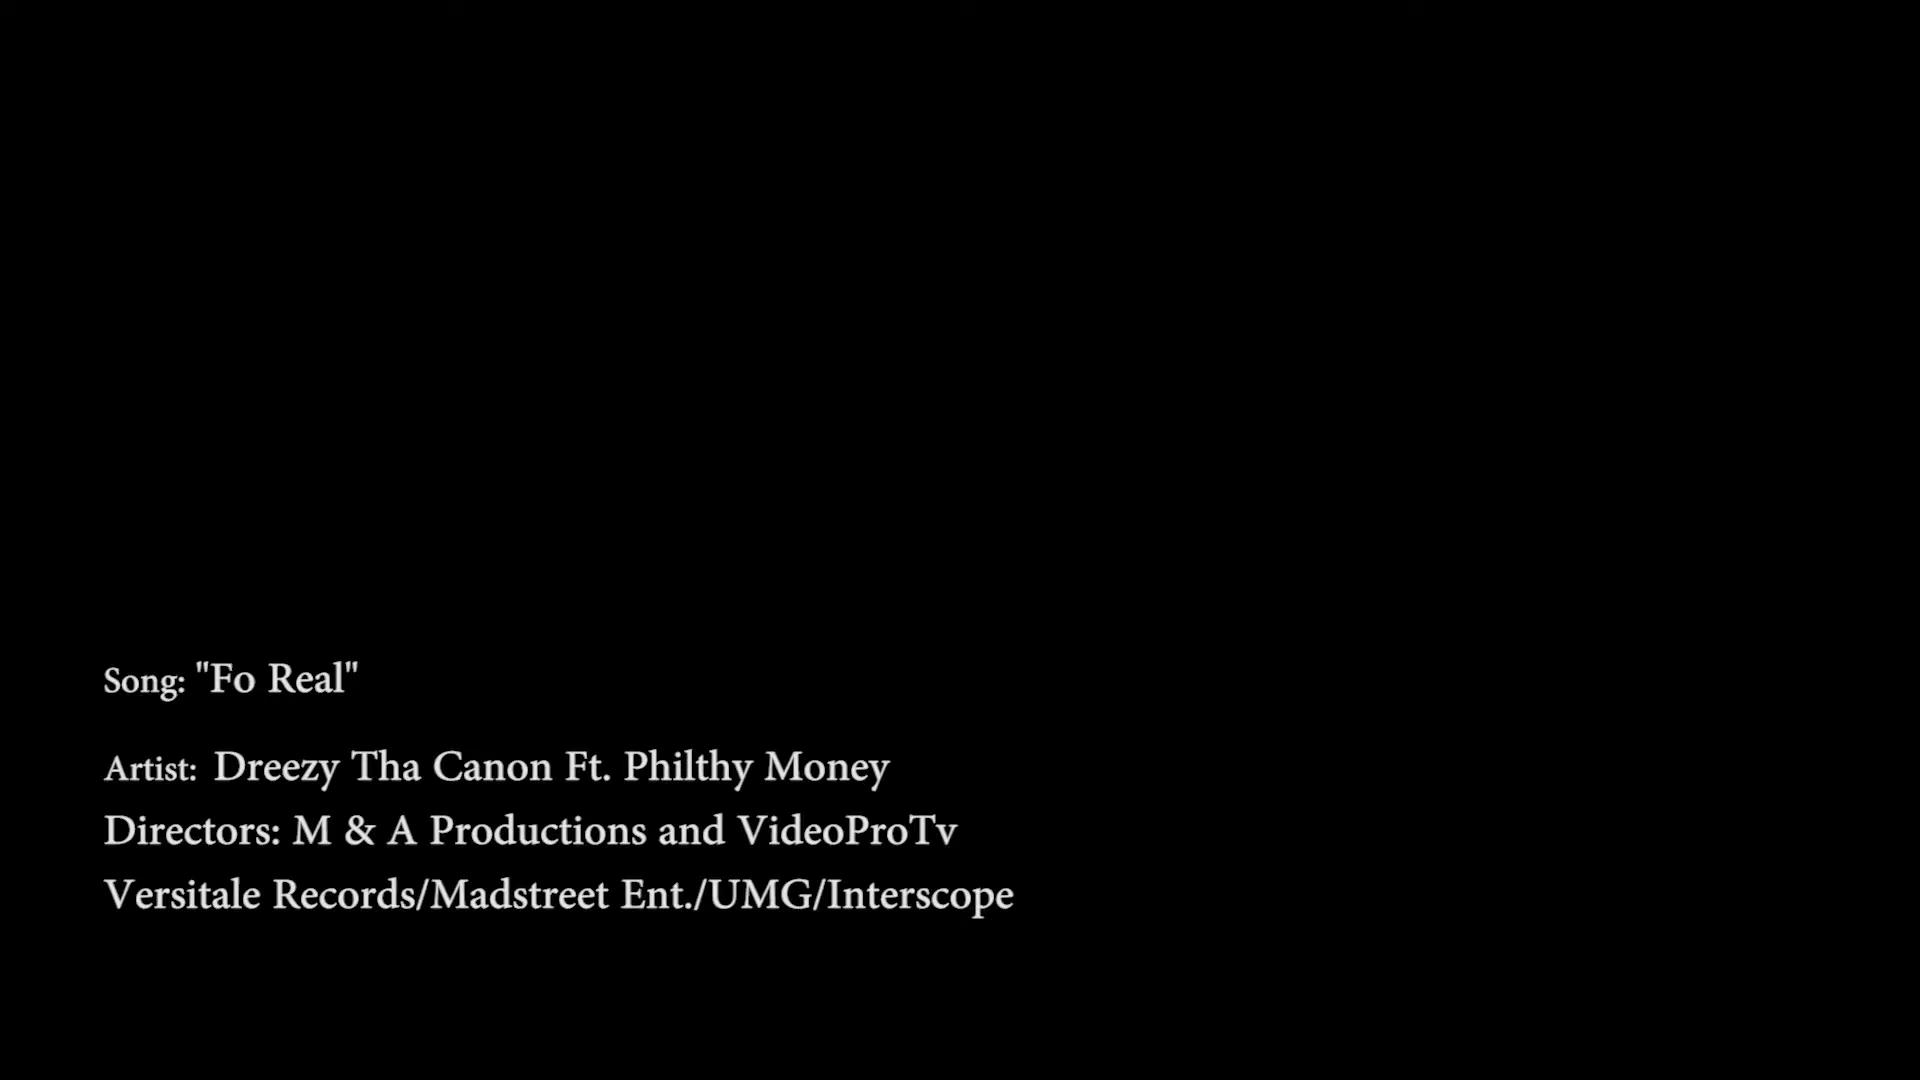 Song: "Fo Real"
Artist: Dreezy Tha Canon Ft. Philthy Money
Directors: M & A Productions and VideoProTv
Versitale Records/Madstreet Ent./UMG/Interscope